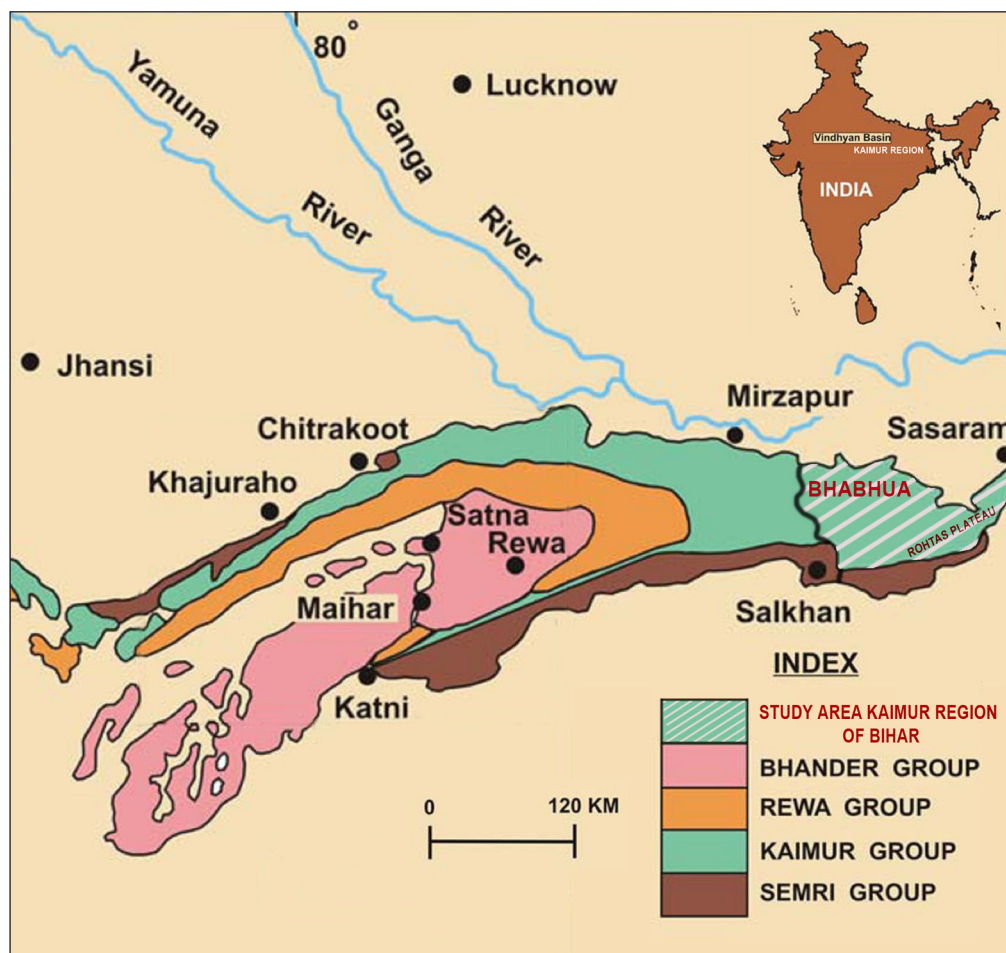 80°
Lucknow
Yamuna
River
Ganga
River
Vindhyan Basin
KAIMUR REGION
INDIA
Jhansi
Mirzapur
Chitrakoot
Sasaram
Khajuraho
BHABHUA
Satna
Rewa
ROHTAS PLATEAU
Maihar
Salkhan
Katni
INDEX
STUDY AREA KAIMUR REGION
OF BIHAR
BHANDER GROUP
REWA GROUP
KAIMUR GROUP
SEMRI GROUP
0 120 KM